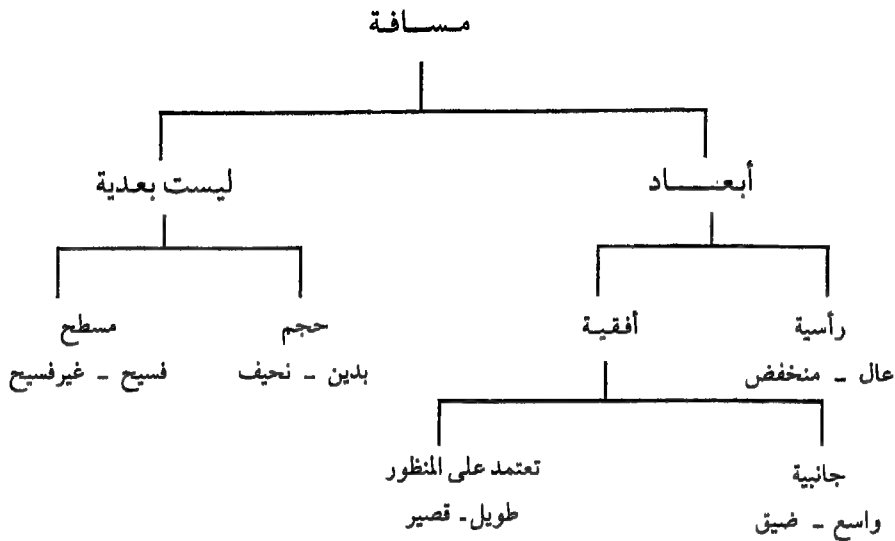 مسافة
أبعاد
ليست بعدية
رأسية
عال - منخفض
أفقية
حجم
بدين - نحيف
مسطح
فسيح - غيرفسيح
جانبية
واسع - ضيق
تعتمد على المنظور
طويل - قصير